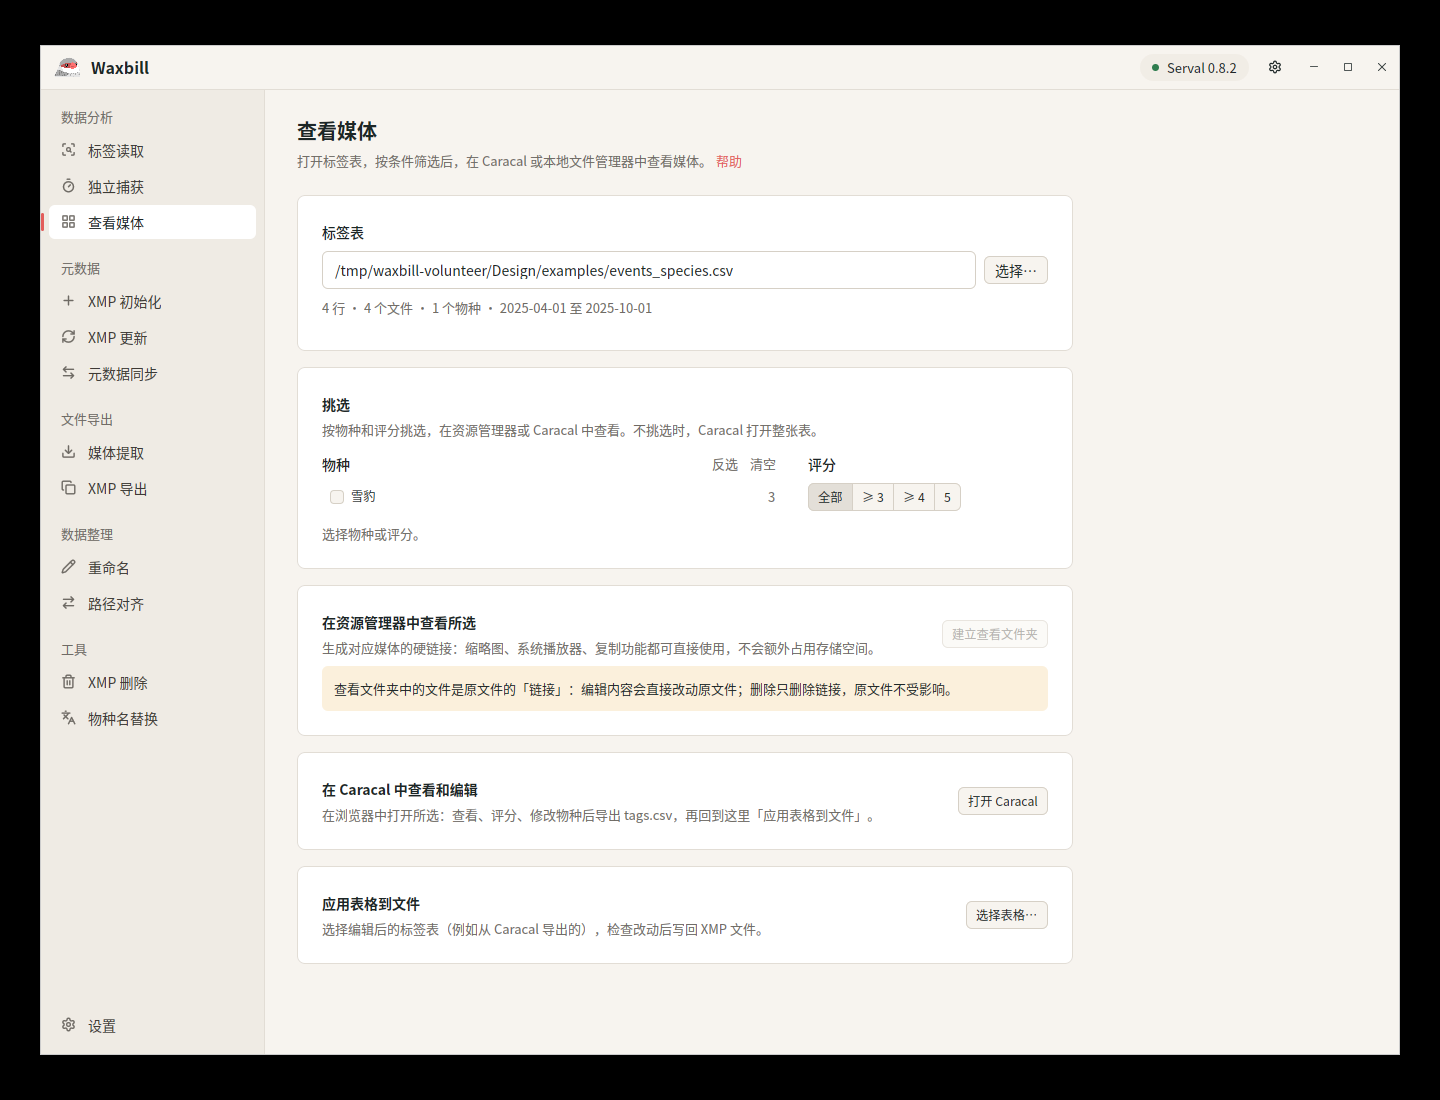 Waxbill
Serval 0.8.2
数据分析
标签读取
独立捕获
查看媒体
元数据
XMP 初始化
XMP 更新
元数据同步
文件导出
媒体提取
XMP 导出
数据整理
重命名
路径对齐
工具
XMP 删除
物种名替换
设置
查看媒体
打开标签表，按条件筛选后，在 Caracal 或本地文件管理器中查看媒体。 帮助
标签表
/tmp/waxbill-volunteer/Design/examples/events_species.csv
选择…
4 行 · 4 个文件 · 1 个物种 · 2025-04-01 至 2025-10-01
挑选
按物种和评分挑选，在资源管理器或 Caracal 中查看。不挑选时，Caracal 打开整张表。
物种 反选 清空 评分
雪豹 3 全部 ≥ 3 ≥ 4 5
选择物种或评分。
在资源管理器中查看所选
建立查看文件夹
生成对应媒体的硬链接：缩略图、系统播放器、复制功能都可直接使用，不会额外占用存储空间。
查看文件夹中的文件是原文件的「链接」：编辑内容会直接改动原文件；删除只删除链接，原文件不受影响。
在 Caracal 中查看和编辑
打开 Caracal
在浏览器中打开所选：查看、评分、修改物种后导出 tags.csv，再回到这里「应用表格到文件」。
应用表格到文件
选择表格…
选择编辑后的标签表（例如从 Caracal 导出的），检查改动后写回 XMP 文件。